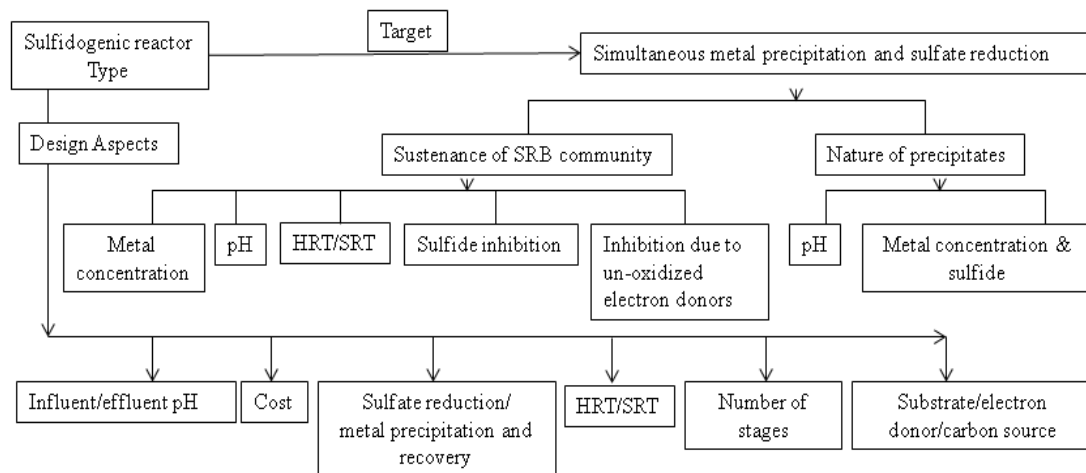 Target
Sulfidogenic reactor
Type
Simultaneous metal precipitation and sulfate reduction
Design Aspects
Sustenance of SRB community
Nature of precipitates
Metal
concentration
pH
HRT/SRT
Sulfide inhibition
Inhibition due to
un-oxidized
electron donors
pH
Metal concentration &
sulfide
Influent/effluent pH
Cost
Sulfate reduction/
metal precipitation and
recovery
HRT/SRT
Number of
stages
Substrate/electron
donor/carbon source